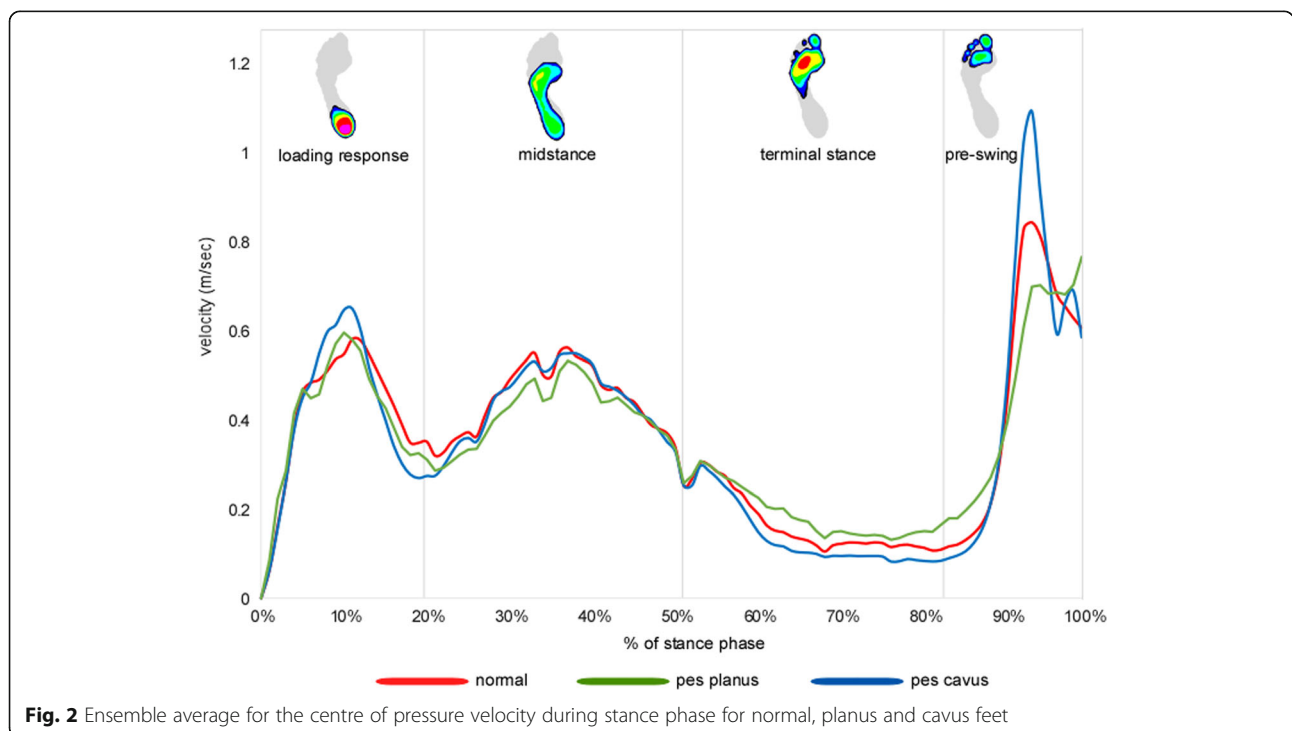 1.2
1
0.8
0.6
0.4
0.2
0
velocity (m/sec)
loading response
midstance
terminal stance
pre-swing
0% 10% 20% 30% 40% 50% 60% 70% 80% 90% 100%
% of stance phase
normal pes planus pes cavus
Fig. 2 Ensemble average for the centre of pressure velocity during stance phase for normal, planus and cavus feet